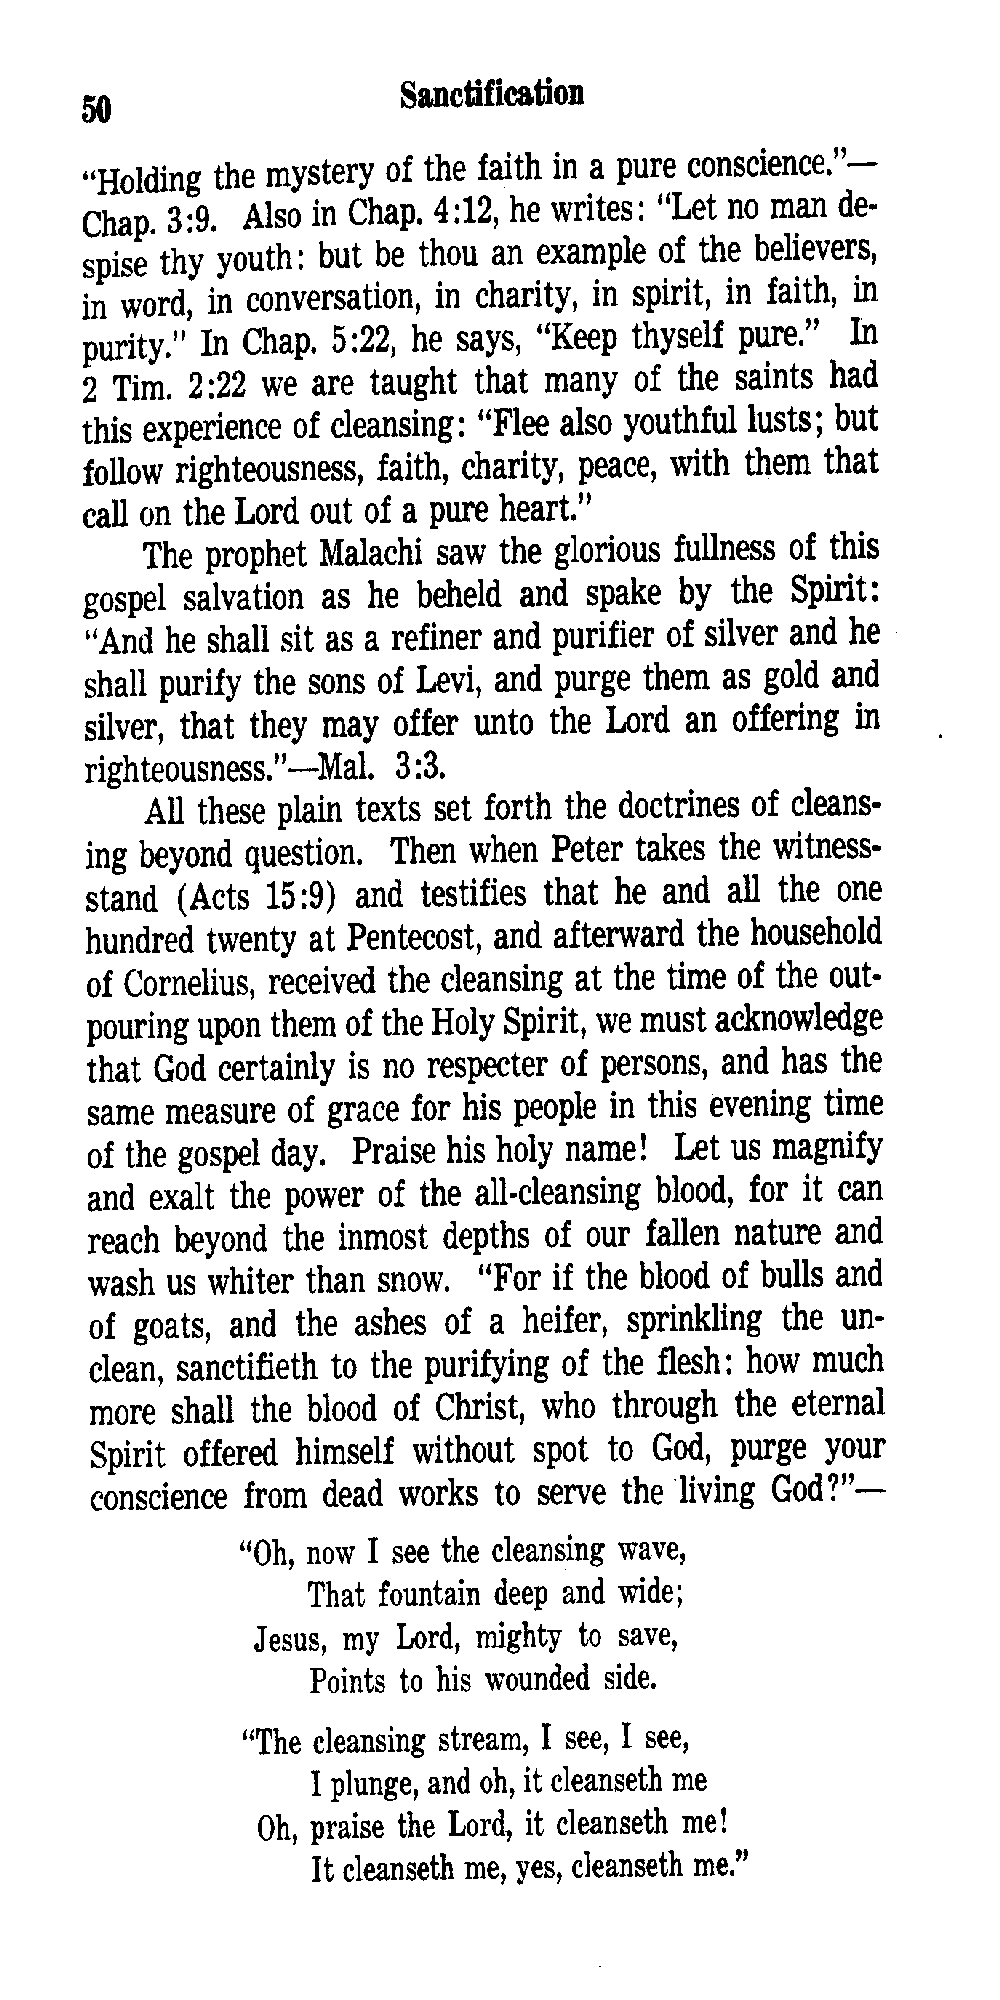 50 Sanctification
“Holding the mystery of the faith in a pure conscience.”—
Chap. 3:9. Also in Chap. 4:12, he writes: “Let no man de-
spise thy youth: but be thou an example of the believers,
in word, in conversation, in charity, in spirit, in faith, in
purity." In Chap. 5:22, he says, “Keep thyself pure.” In
2 Tim. 2:22 we are taught that many of the saints had
this experience of cleansing: “Flee also youthful lusts; but
follow righteousness, faith, charity, peace, with them that
call on the Lord out of a pure heart."
The prophet Malachi saw the glorious fullness of this
gospel salvation as he beheld and spake by the Spirit:
“And he shall sit as a refiner and purifier of silver and he
shall purify the sons of Levi, and purge them as gold and
silver, that they may offer unto the Lord an offering in
righteousness."—Mal. 3:3.
All these plain texts set forth the doctrines of cleans-
ing beyond question. Then when Peter takes the witness-
stand (Acts 15:9) and testifies that he and all the one
hundred twenty at Pentecost, and afterward the household
of Cornelius, received the cleansing at the time of the out-
pouring upon them of the Holy Spirit, we must acknowledge
that God certainly is no respecter of persons, and has the
same measure of grace for his people in this evening time
of the gospel day. Praise his holy name! Let us magnify
and exalt the power of the all-cleansing blood, for it can
reach beyond the inmost depths of our fallen nature and
wash us whiter than snow. “For if the blood of bulls and
of goats, and the ashes of a heifer, sprinkling the un-
clean, sanctifieth to the purifying of the flesh: how much
more shall the blood of Christ, who through the eternal
Spirit offered himself without spot to God, purge your
conscience from dead works to serve the living God?”—
“Oh, now I see the cleansing wave,
That fountain deep and wide;
Jesus, my Lord, mighty to save,
Points to his wounded side.
“The cleansing stream, I see, I see,
I plunge, and oh, it cleanseth me
Oh, praise the Lord, it cleanseth me!
It cleanseth me, yes, cleanseth me.”